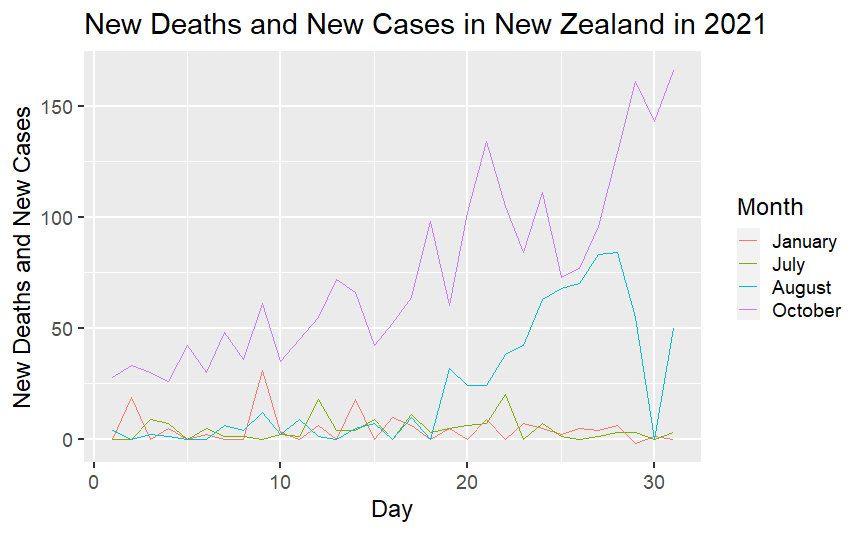 New Deaths and New Cases in New Zealand in 2021
New Deaths and New Cases
150
100
50
0
0 10 20 30
Day
Month
January
July
August
October